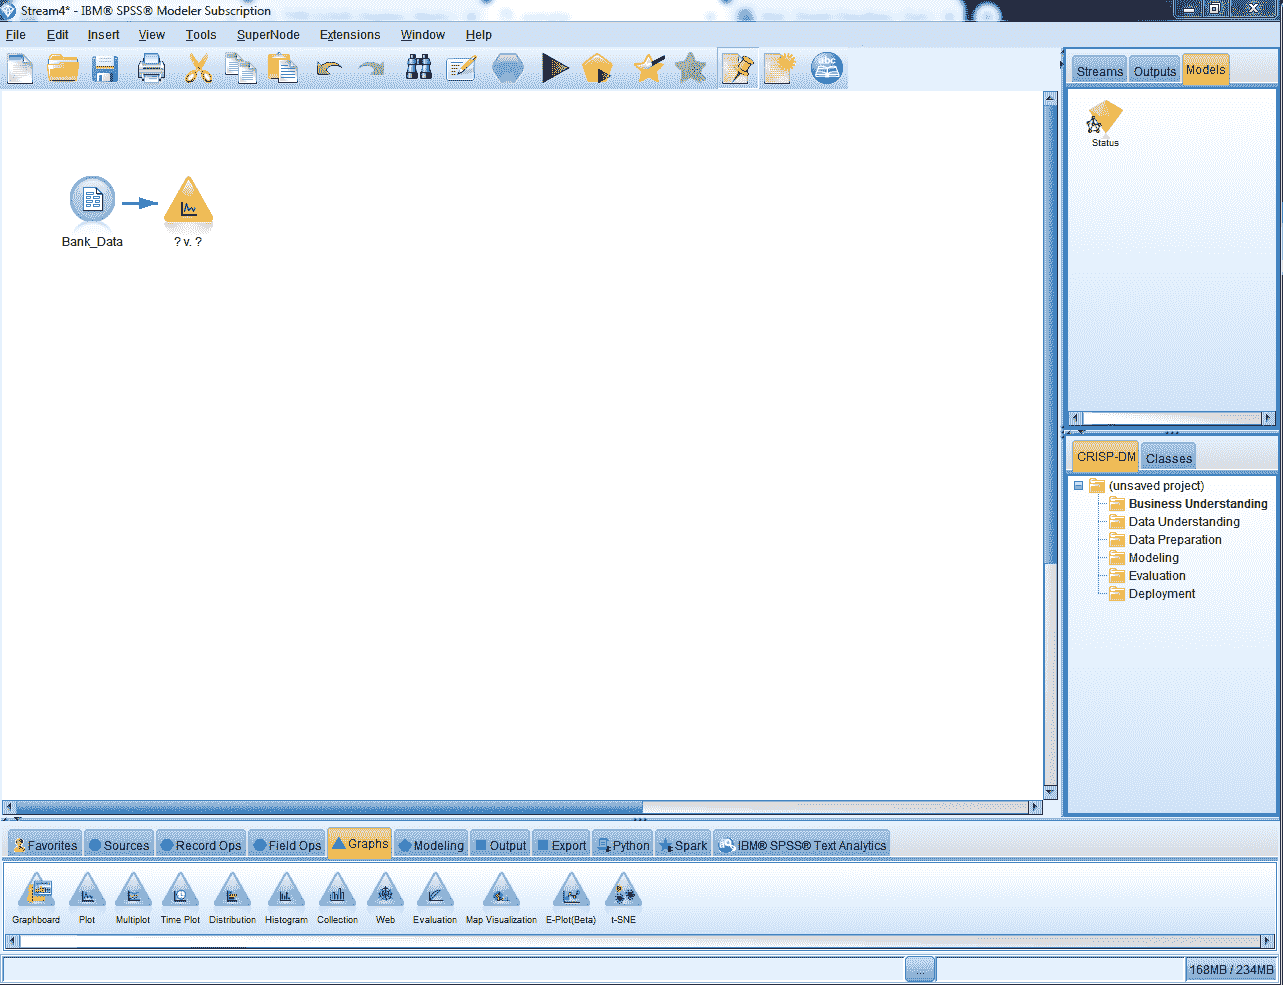 Stream4* - IBM® SPSS® Modeler Subscription
File Edit Insert View Tools SuperNode Extensions Window Help
abc
Streams Outputs Models
Status
Bank_Data
? v. ?
CRISP-DM Classes
(unsaved project)
Business Understanding
Data Understanding
Data Preparation
Modeling
Evaluation
Deployment
Favorites Sources Record Ops Field Ops Graphs Modeling Output Export Python Spark IBM® SPSS® Text Analytics
Graphboard Plot Multiplot Time Plot Distribution Histogram Collection Web Evaluation Map Visualization E-Plot(Beta) t-SNE
... 168MB / 234MB